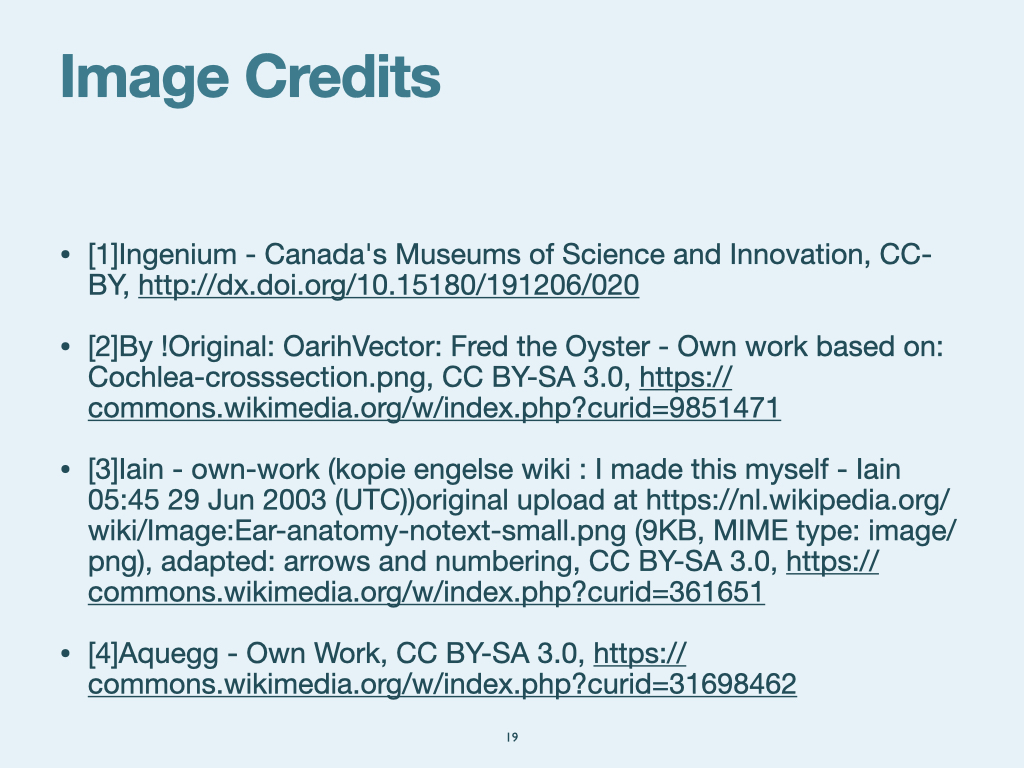 Image Credits
• [1]Ingenium - Canada's Museums of Science and Innovation, CC-
BY, http://dx.doi.org/10.15180/191206/020
• [2]By !Original: OarihVector: Fred the Oyster - Own work based on:
Cochlea-crosssection.png, CC BY-SA 3.0, https://
commons.wikimedia.org/w/index.php?curid=9851471
• [3]Iain - own-work (kopie engelse wiki : I made this myself - Iain
05:45 29 Jun 2003 (UTC))original upload at https://nl.wikipedia.org/
wiki/Image:Ear-anatomy-notext-small.png (9KB, MIME type: image/
png), adapted: arrows and numbering, CC BY-SA 3.0, https://
commons.wikimedia.org/w/index.php?curid=361651
• [4]Aquegg - Own Work, CC BY-SA 3.0, https://
commons.wikimedia.org/w/index.php?curid=31698462
19